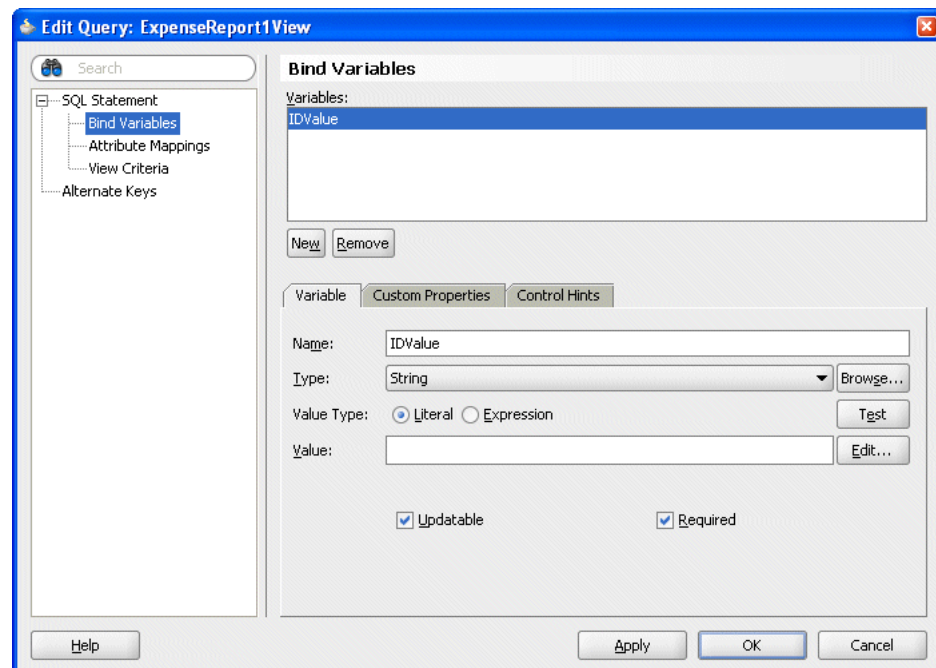 Edit Query: ExpenseReport1View
Search
SQL Statement
Bind Variables
Attribute Mappings
View Criteria
Alternate Keys
Bind Variables
Variables:
IDValue
New Remove
Variable Custom Properties Control Hints
Name: IDValue
Type: String Browse...
Value Type: Literal Expression Test
Value: Edit...
Updatable Required
Help Apply OK Cancel